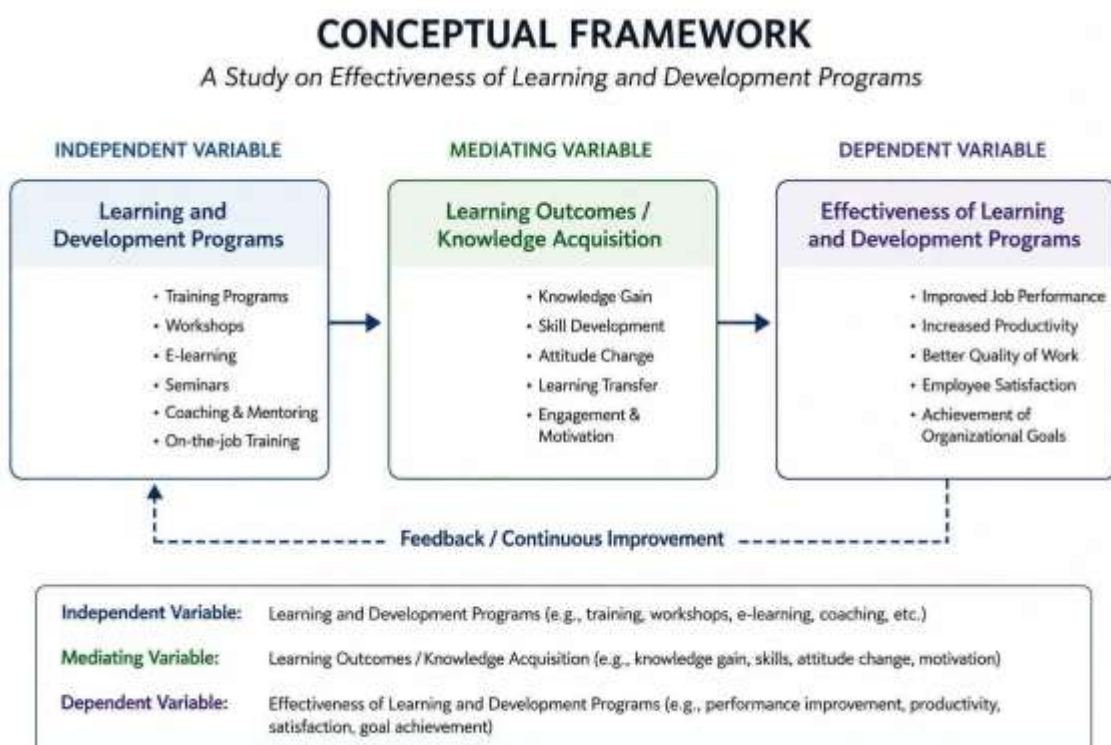 CONCEPTUAL FRAMEWORK
A Study on Effectiveness of Learning and Development Programs
INDEPENDENT VARIABLE
Learning and
Development Programs
• Training Programs
• Workshops
• E-learning
• Seminars
• Coaching & Mentoring
• On-the-job Training
MEDIATING VARIABLE
Learning Outcomes /
Knowledge Acquisition
• Knowledge Gain
• Skill Development
• Attitude Change
• Learning Transfer
• Engagement &
Motivation
DEPENDENT VARIABLE
Effectiveness of Learning
and Development Programs
• Improved Job Performance
• Increased Productivity
• Better Quality of Work
• Employee Satisfaction
• Achievement of
Organizational Goals
Feedback / Continuous Improvement
Independent Variable: Learning and Development Programs (e.g., training, workshops, e-learning, coaching, etc.)
Mediating Variable: Learning Outcomes / Knowledge Acquisition (e.g., knowledge gain, skills, attitude change, motivation)
Dependent Variable: Effectiveness of Learning and Development Programs (e.g., performance improvement, productivity,
satisfaction, goal achievement)